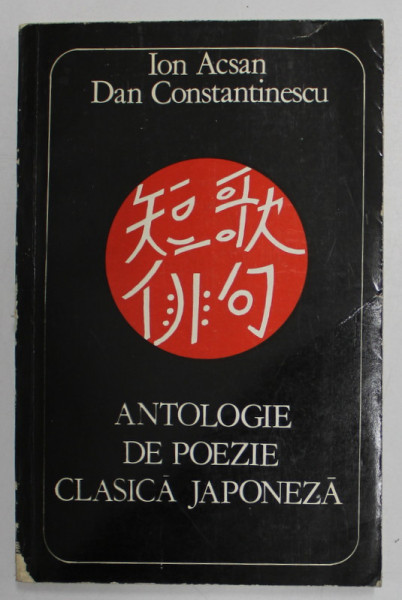 Ion Acsan
Dan Constantinescu
短歌
俳句
ANTOLOGIE
DE POEZIE
CLASICĂ JAPONEZĂ